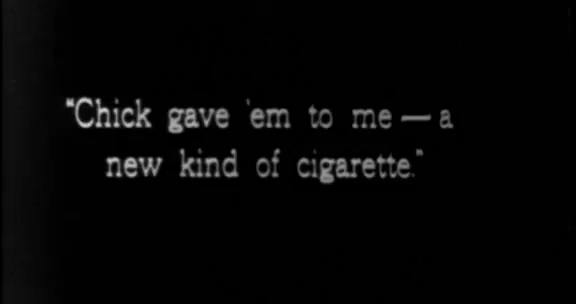 "Chick gave 'em to me — a
new kind of cigarette."